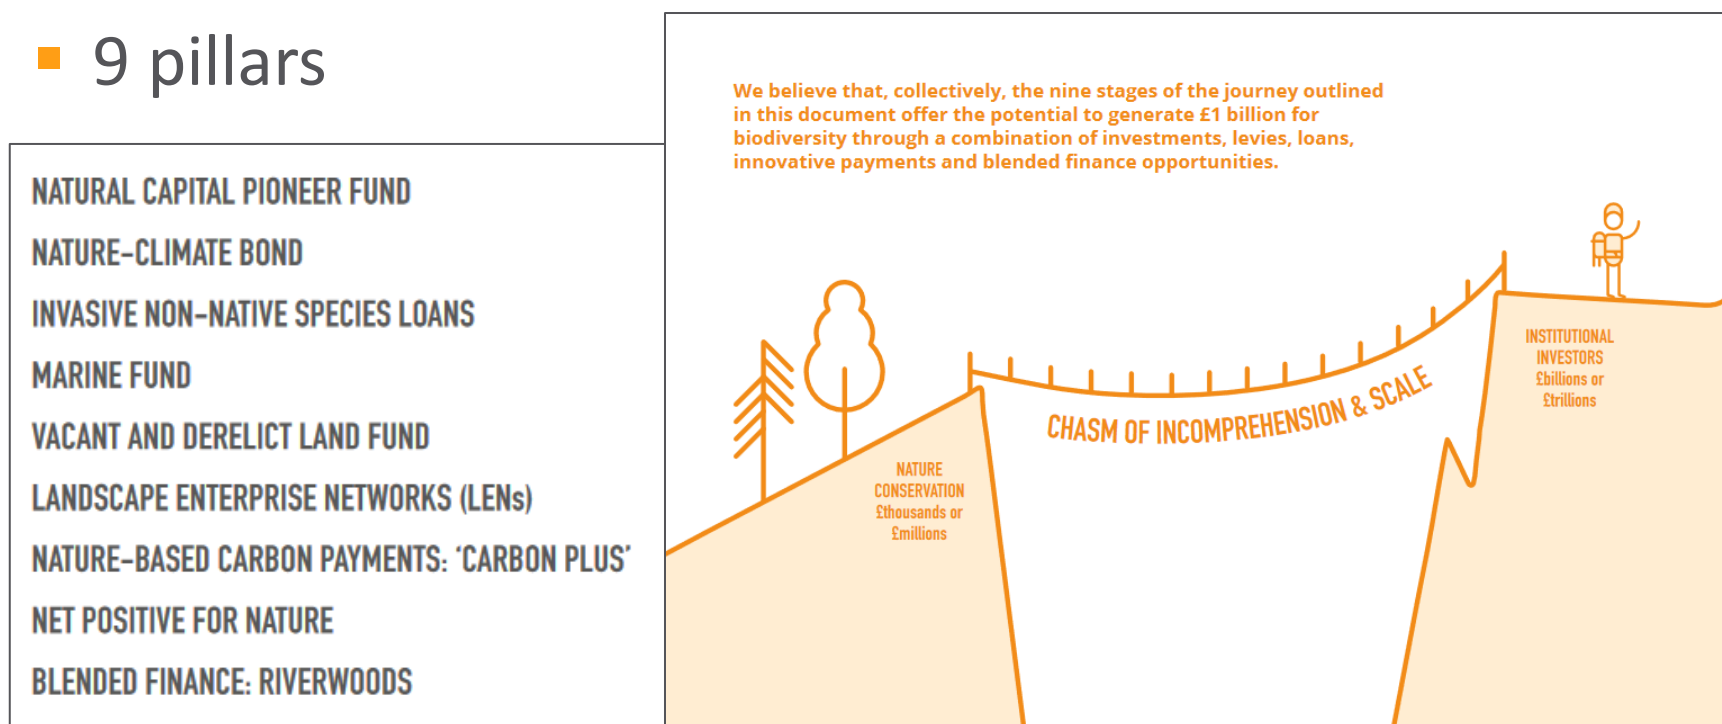 9 pillars
NATURAL CAPITAL PIONEER FUND
NATURE-CLIMATE BOND
INVASIVE NON-NATIVE SPECIES LOANS
MARINE FUND
VACANT AND DERELICT LAND FUND
LANDSCAPE ENTERPRISE NETWORKS (LENs)
NATURE-BASED CARBON PAYMENTS: ‘CARBON PLUS’
NET POSITIVE FOR NATURE
BLENDED FINANCE: RIVERWOODS
We believe that, collectively, the nine stages of the journey outlined
in this document offer the potential to generate £1 billion for
biodiversity through a combination of investments, levies, loans,
innovative payments and blended finance opportunities.
NATURE
CONSERVATION
£thousands or
£millions
CHASM OF INCOMPREHENSION & SCALE
INSTITUTIONAL
INVESTORS
£billions or
£trillions